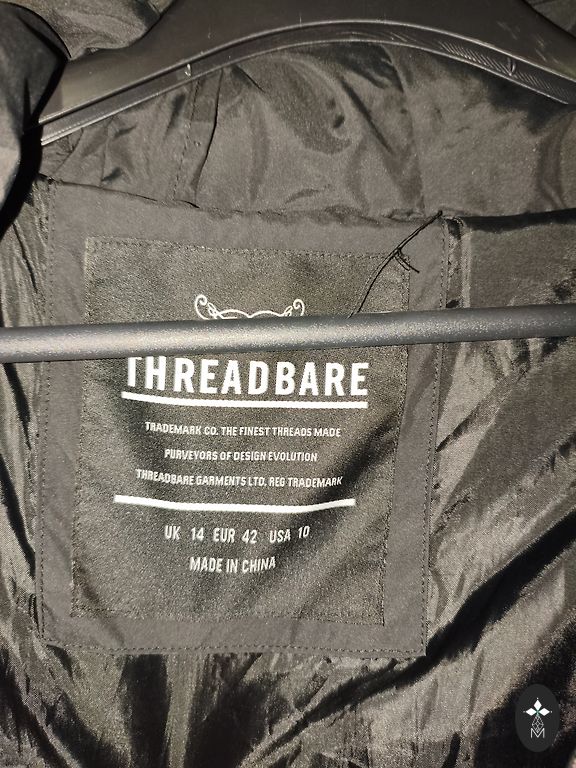 THREADBARE
TRADEMARK CO. THE FINEST THREADS MADE
PURVEYORS OF DESIGN EVOLUTION
THREADBARE GARMENTS LTD. REG TRADEMARK
UK 14 EUR 42 USA 10
MADE IN CHINA
M